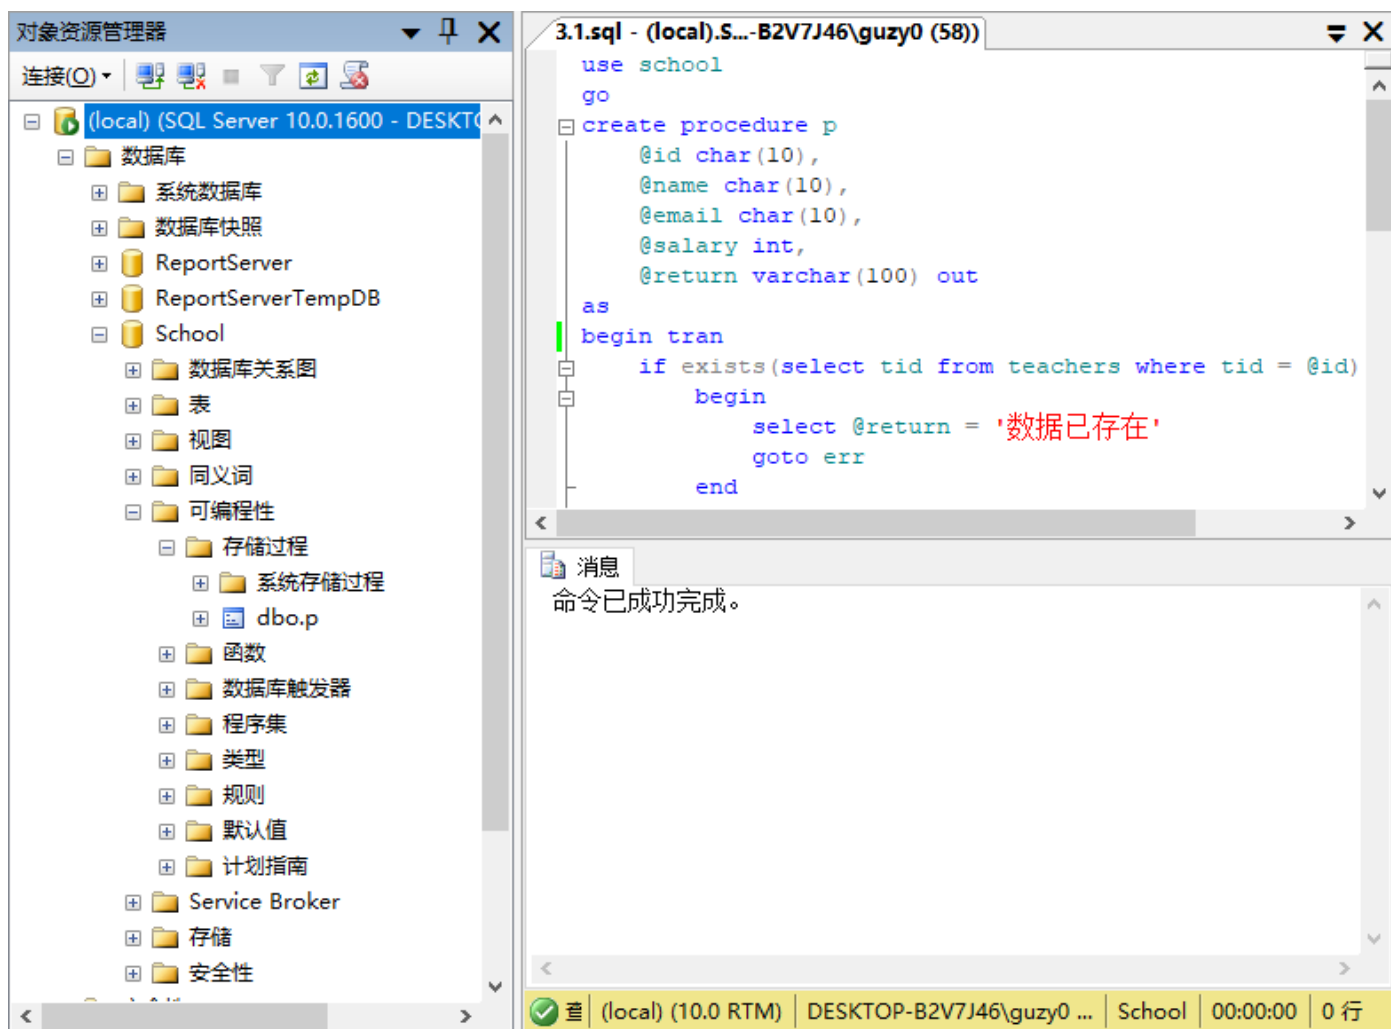 对象资源管理器
连接(O)
(local) (SQL Server 10.0.1600 - DESKT
数据库
系统数据库
数据库快照
ReportServer
ReportServerTempDB
School
数据库关系图
表
视图
同义词
可编程性
存储过程
系统存储过程
dbo.p
函数
数据库触发器
程序集
类型
规则
默认值
计划指南
Service Broker
存储
安全性
3.1.sql - (local).S...-B2V7J46\guzy0 (58))
use school
go
create procedure p
@id char(10),
@name char(10),
@email char(10),
@salary int,
@return varchar(100) out
as
begin tran
if exists(select tid from teachers where tid = @id)
begin
select @return = '数据已存在'
goto err
end
消息
命令已成功完成。
(local) (10.0 RTM) DESKTOP-B2V7J46\guzy0 ... School 00:00:00 0 行